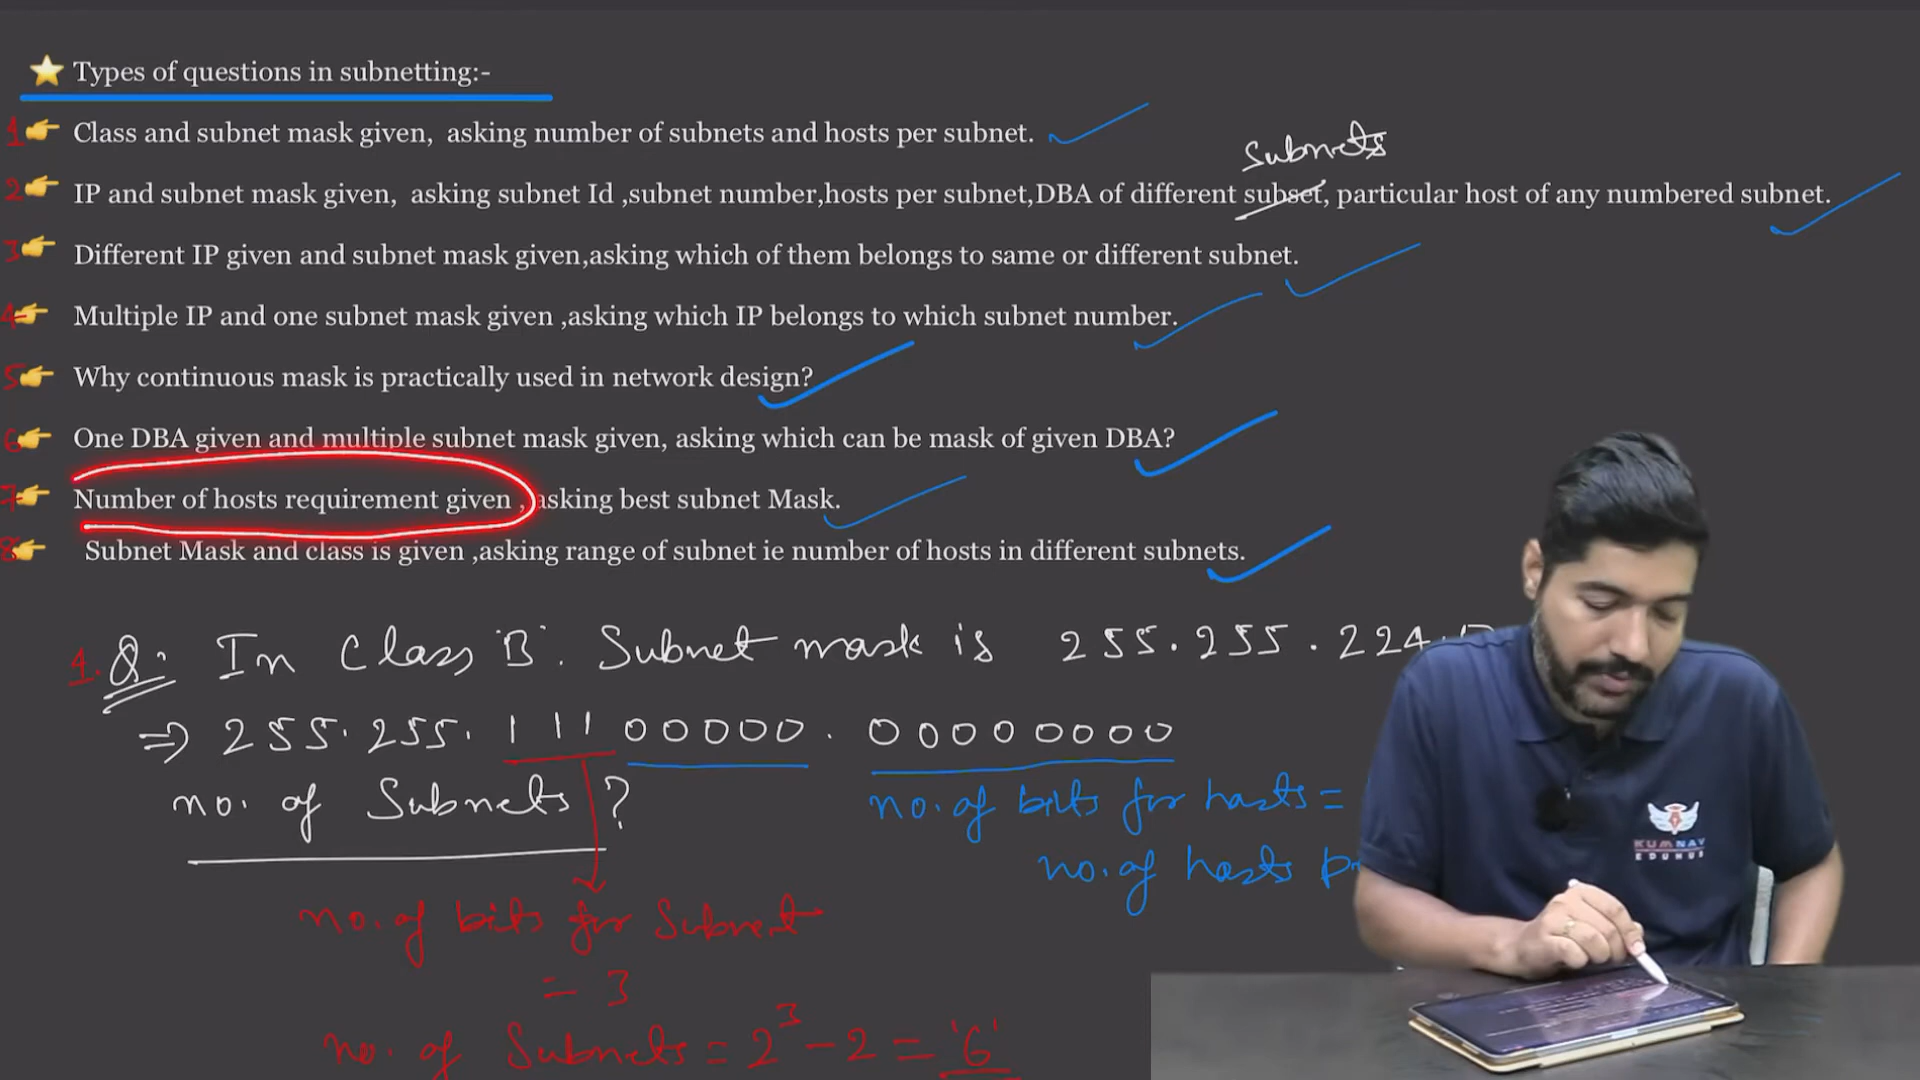 Types of questions in subnetting:-
1 Class and subnet mask given, asking number of subnets and hosts per subnet.
Subnets
2 IP and subnet mask given, asking subnet Id ,subnet number,hosts per subnet,DBA of different subset, particular host of any numbered subnet.
3 Different IP given and subnet mask given,asking which of them belongs to same or different subnet.
4 Multiple IP and one subnet mask given ,asking which IP belongs to which subnet number.
5 Why continuous mask is practically used in network design?
6 One DBA given and multiple subnet mask given, asking which can be mask of given DBA?
7 Number of hosts requirement given , asking best subnet Mask.
8 Subnet Mask and class is given ,asking range of subnet ie number of hosts in different subnets.
1. Q: In Class 'B'. Subnet mask is 255.255.224.
⇒ 255.255.11100000.00000000
no. of Subnets ?
no. of bits for hosts =
no. of hosts
no. of bits for Subnet
= 3
no. of Subnets = 2³ - 2 = '6'
KUMNAV
EDUHUB